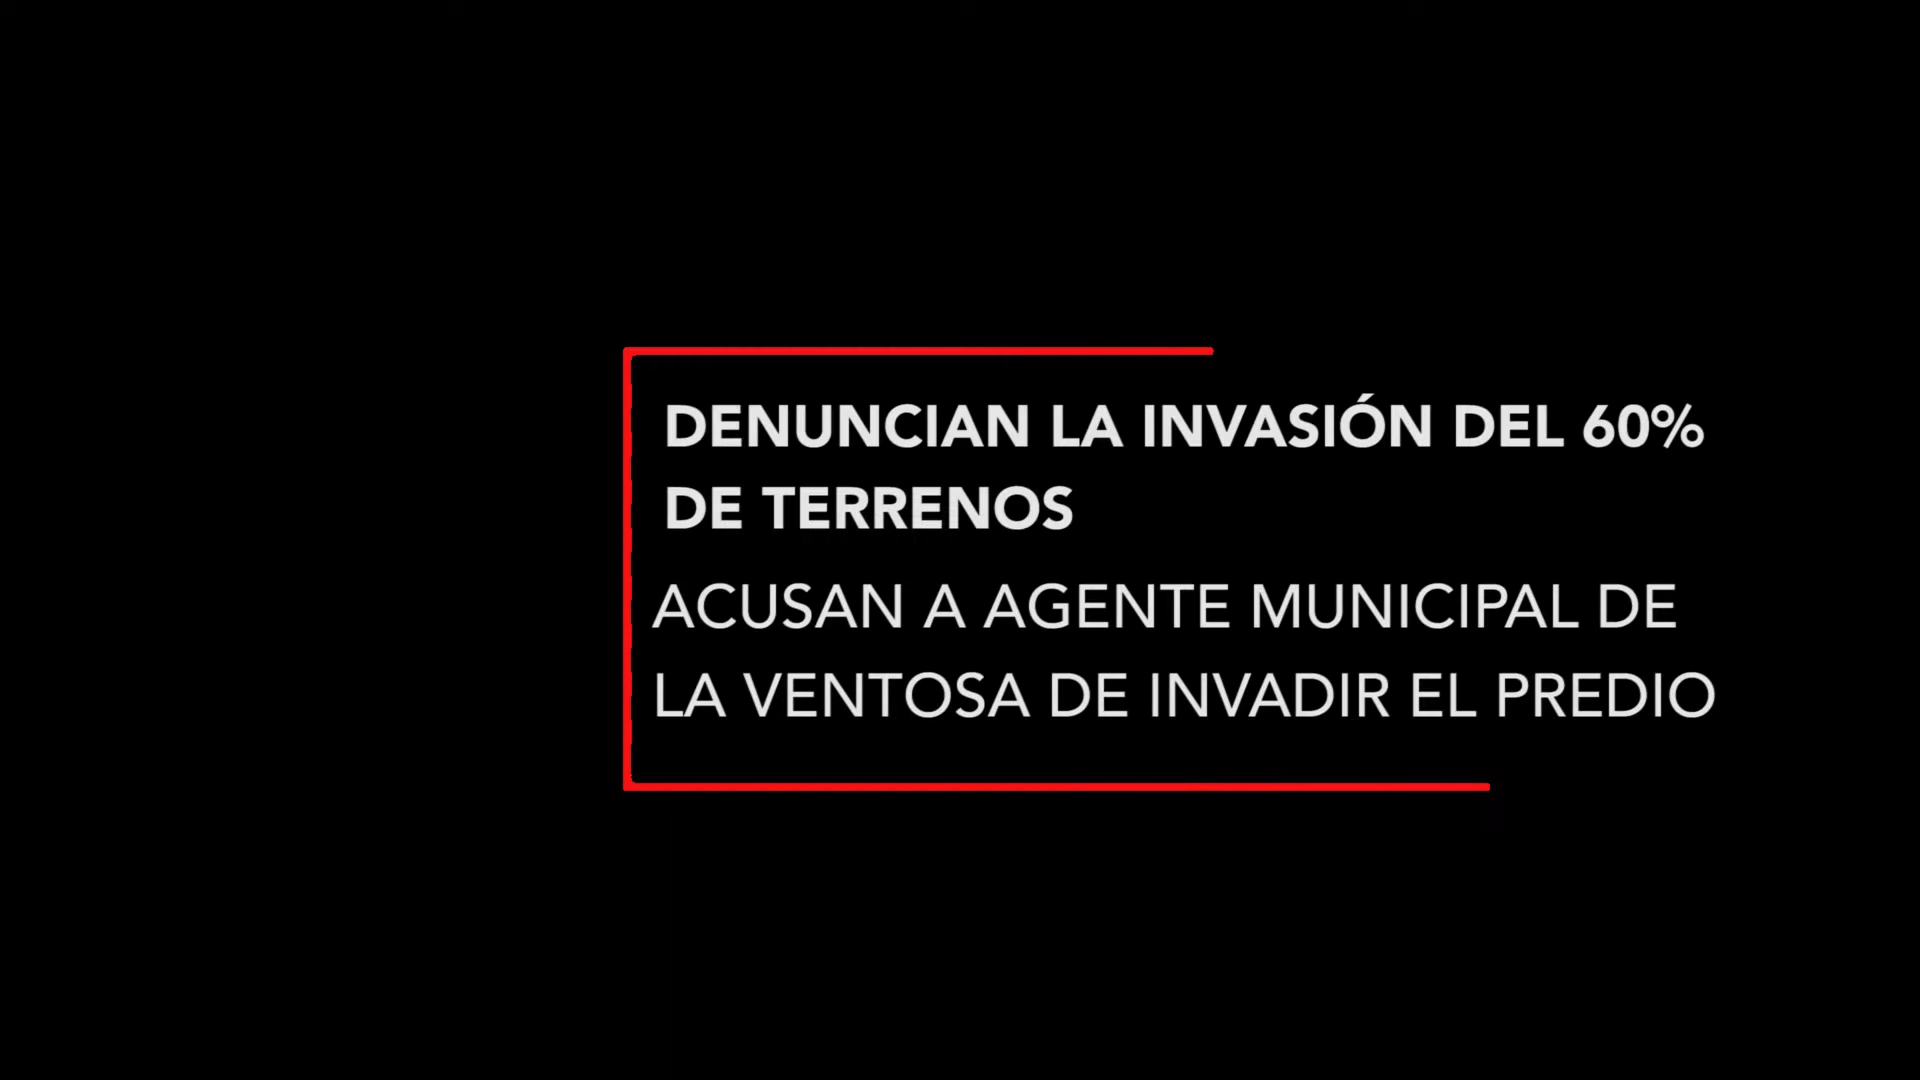 DENUNCIAN LA INVASIÓN DEL 60%
DE TERRENOS
ACUSAN A AGENTE MUNICIPAL DE
LA VENTOSA DE INVADIR EL PREDIO